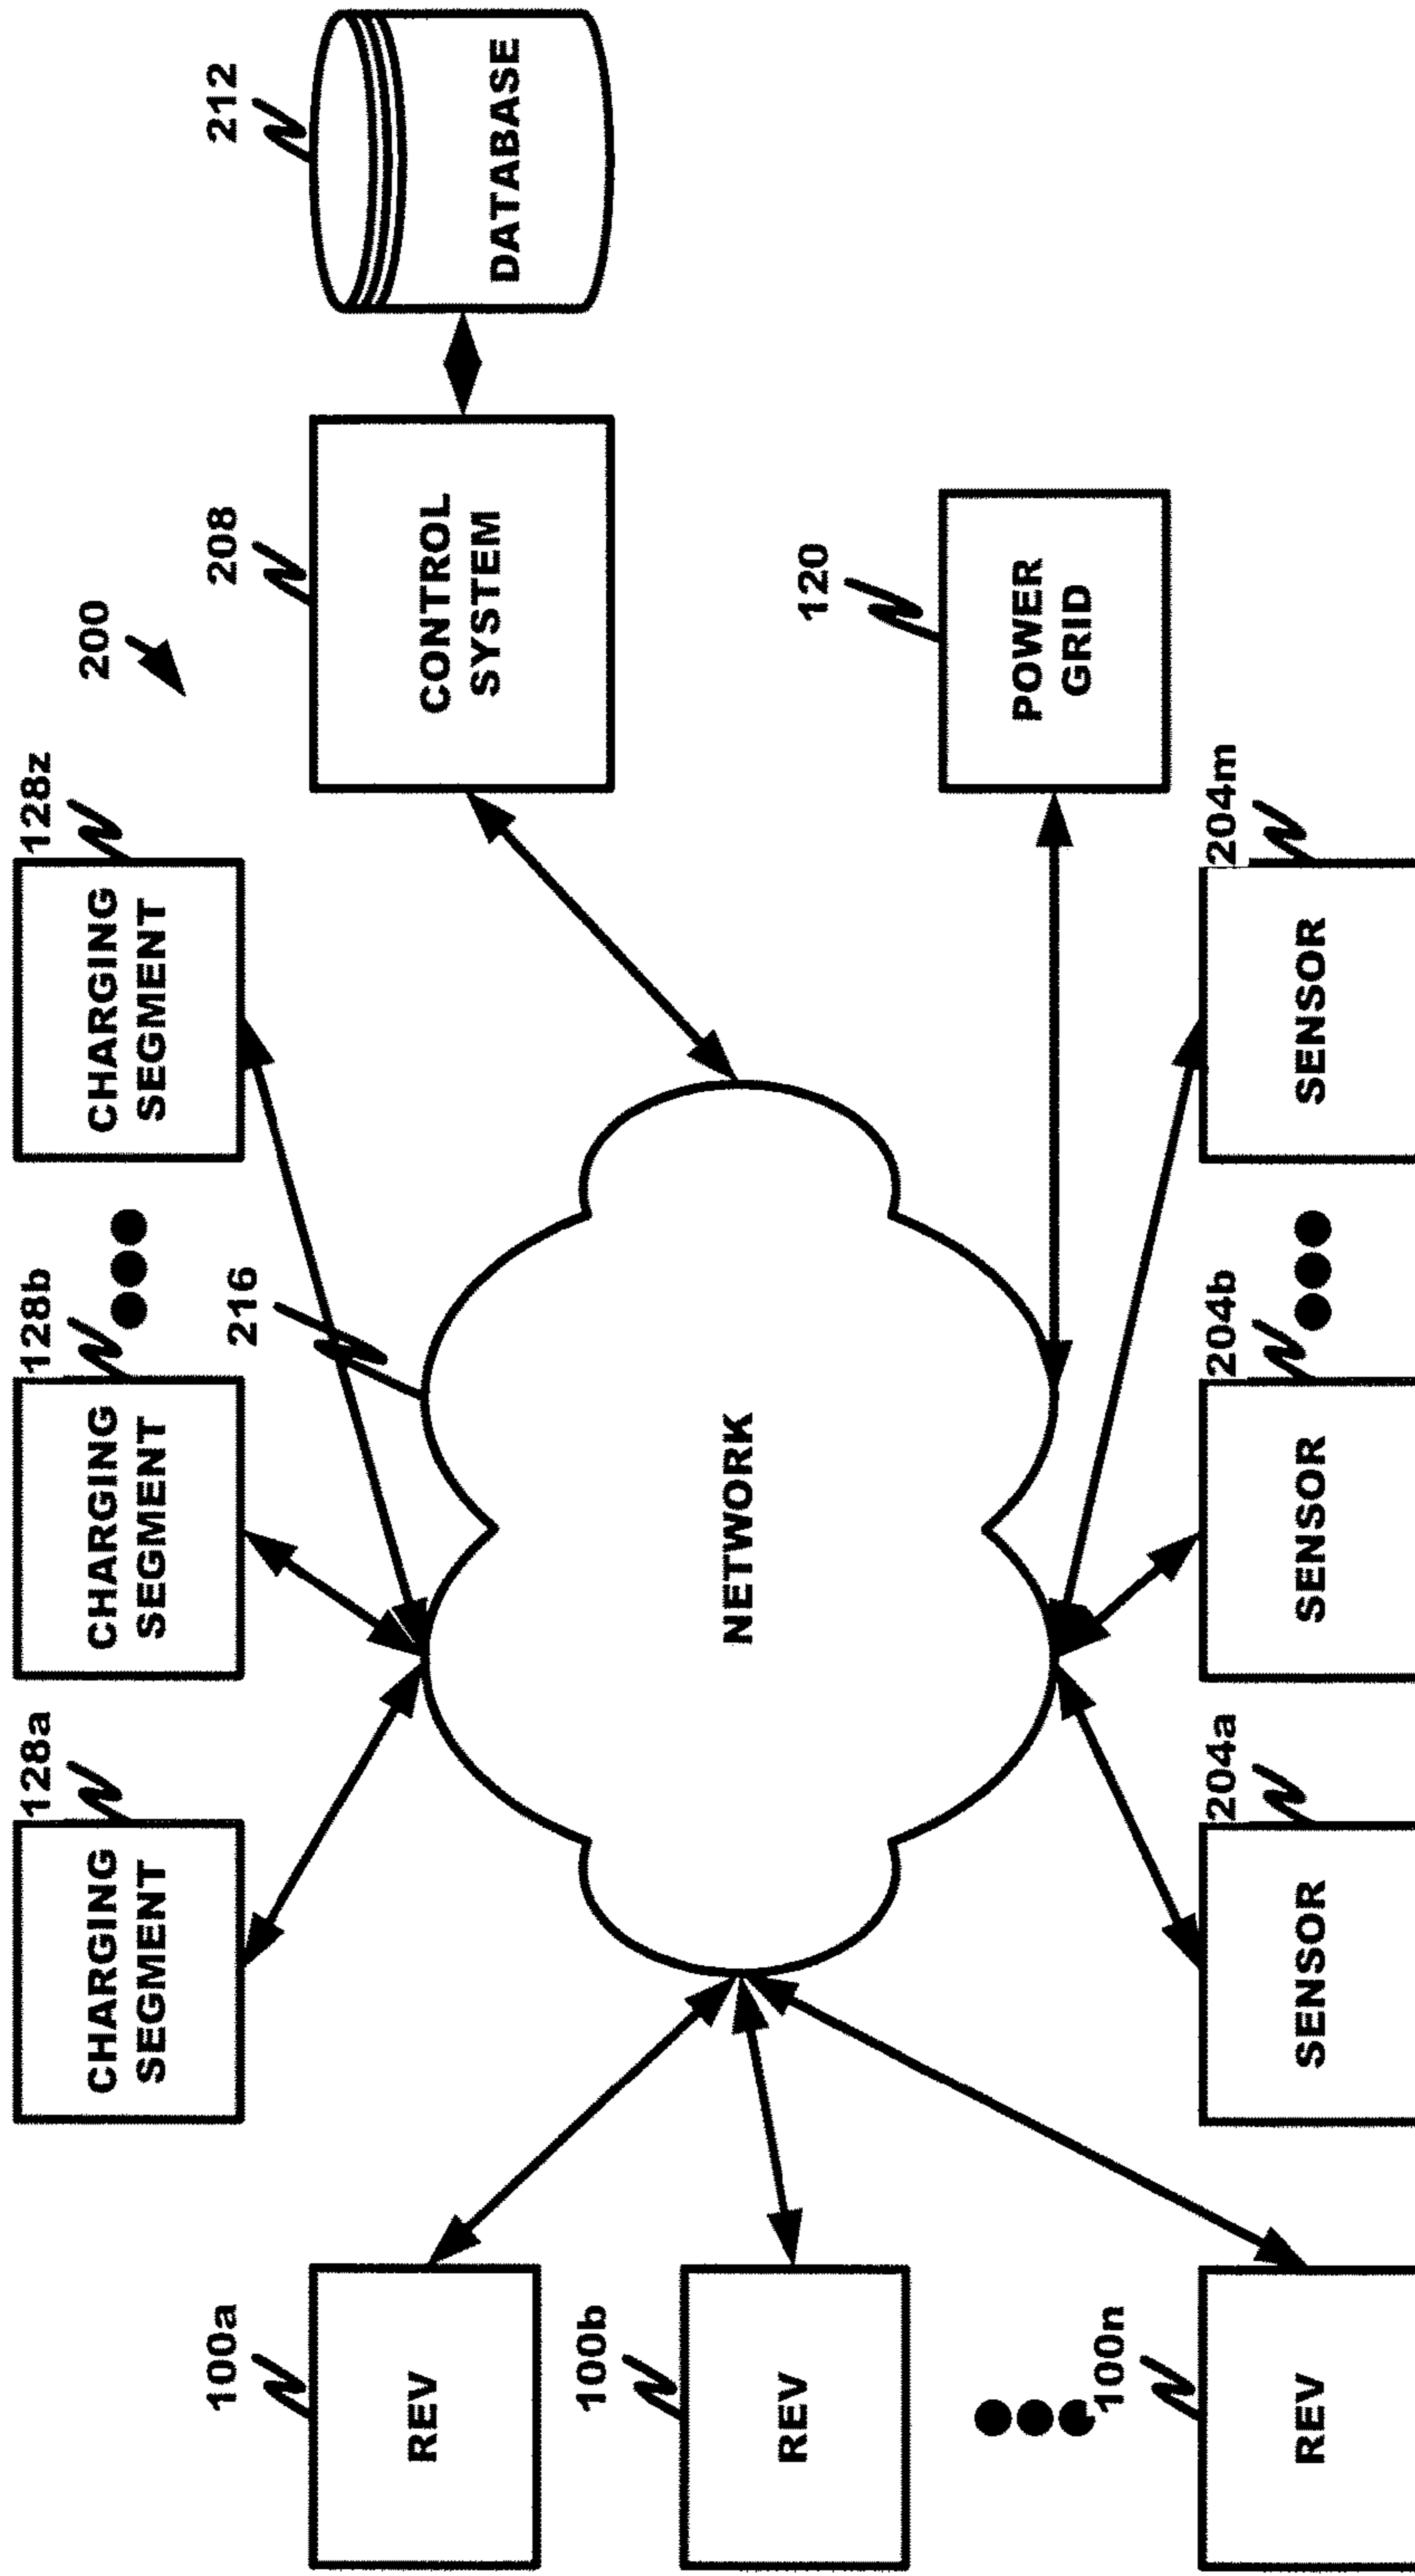 128a
CHARGING
SEGMENT
128b
CHARGING
SEGMENT
128z
CHARGING
SEGMENT
200
100a
REV
100b
REV
100n
REV
216
NETWORK
208
CONTROL
SYSTEM
212
DATABASE
120
POWER
GRID
204a
SENSOR
204b
SENSOR
204m
SENSOR